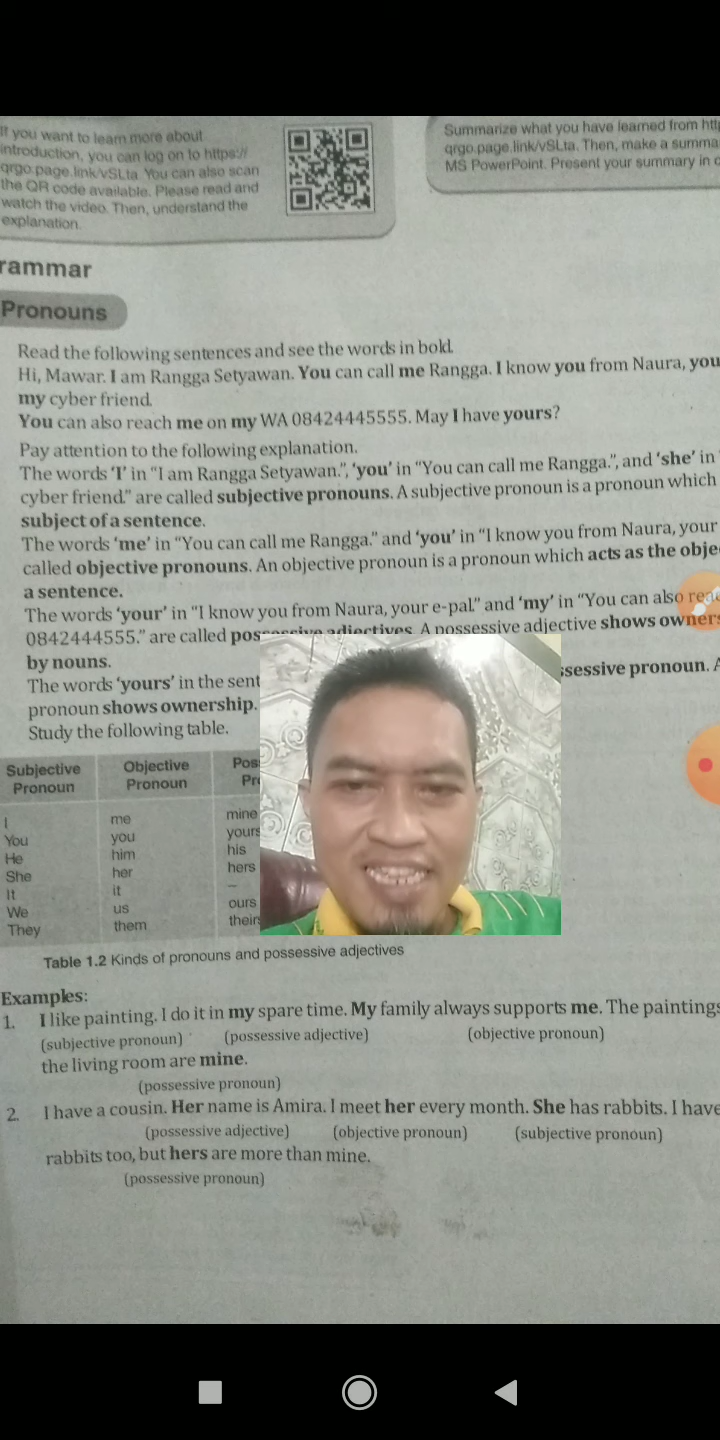 If you want to learn more about
introduction, you can log on to https://
qrgo.page.link/vSLta. You can also scan
the QR code available. Please read and
watch the video. Then, understand the
explanation.
Summarize what you have learned from
qrgo.page.link/vSLta. Then, make a
MS PowerPoint. Present your summary in
rammar
Pronouns
Read the following sentences and see the words in bold.
Hi, Mawar. I am Rangga Setyawan. You can call me Rangga. I know you from Naura, you
my cyber friend.
You can also reach me on my WA 08424445555. May I have yours?
Pay attention to the following explanation.
The words 'I' in "I am Rangga Setyawan.", 'you' in "You can call me Rangga.", and 'she' in
cyber friend." are called subjective pronouns. A subjective pronoun is a pronoun which
subject of a sentence.
The words 'me' in "You can call me Rangga." and 'you' in "I know you from Naura, your
called objective pronouns. An objective pronoun is a pronoun which acts as the obje
a sentence.
The words 'your' in "I know you from Naura, your e-pal." and 'my' in "You can also
0842444555." are called possessive adjectives. A possessive adjective shows
by nouns.
The words 'yours' in the sent ssessive pronoun. A
pronoun shows ownership.
Study the following table.
Subjective Pronoun Objective Pronoun Pos
I me mine
You you yours
He him his
She her hers
It it –
We us ours
They them theirs
Table 1.2 Kinds of pronouns and possessive adjectives
Examples:
1. I like painting. I do it in my spare time. My family always supports me. The paintings
(subjective pronoun) (possessive adjective) (objective pronoun)
the living room are mine.
(possessive pronoun)
2. I have a cousin. Her name is Amira. I meet her every month. She has rabbits. I have
(possessive adjective) (objective pronoun) (subjective pronoun)
rabbits too, but hers are more than mine.
(possessive pronoun)